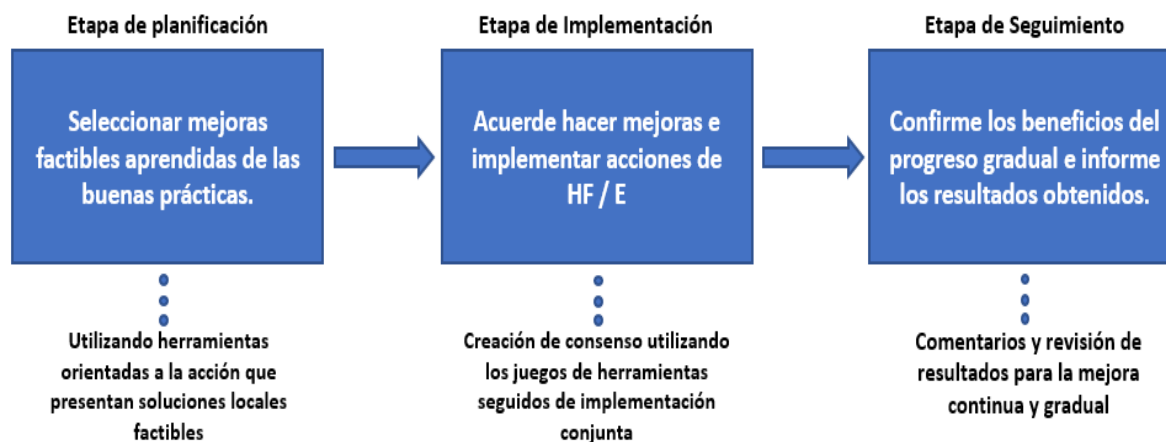 Etapa de planificación
Seleccionar mejoras
factibles aprendidas de las
buenas prácticas.
Utilizando herramientas
orientadas a la acción que
presentan soluciones locales
factibles
Etapa de Implementación
Acuerde hacer mejoras e
implementar acciones de
HF / E
Creación de consenso utilizando
los juegos de herramientas
seguidos de implementación
conjunta
Etapa de Seguimiento
Confirme los beneficios del
progreso gradual e informe
los resultados obtenidos.
Comentarios y revisión de
resultados para la mejora
continua y gradual